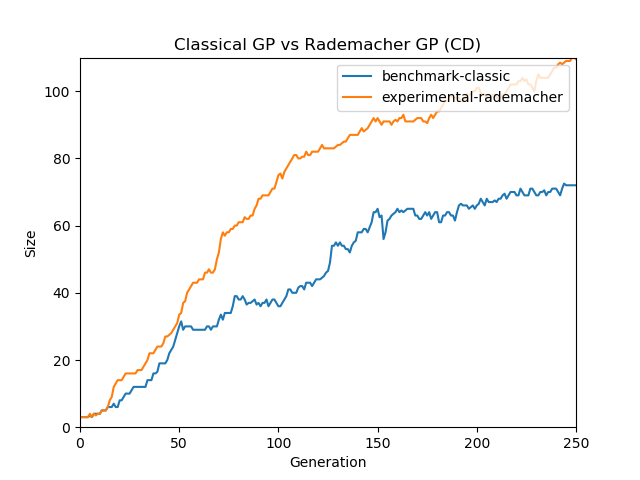 Classical GP vs Rademacher GP (CD)
benchmark-classic
experimental-rademacher
100
80
60
40
20
0
Size
0 50 100 150 200 250
Generation